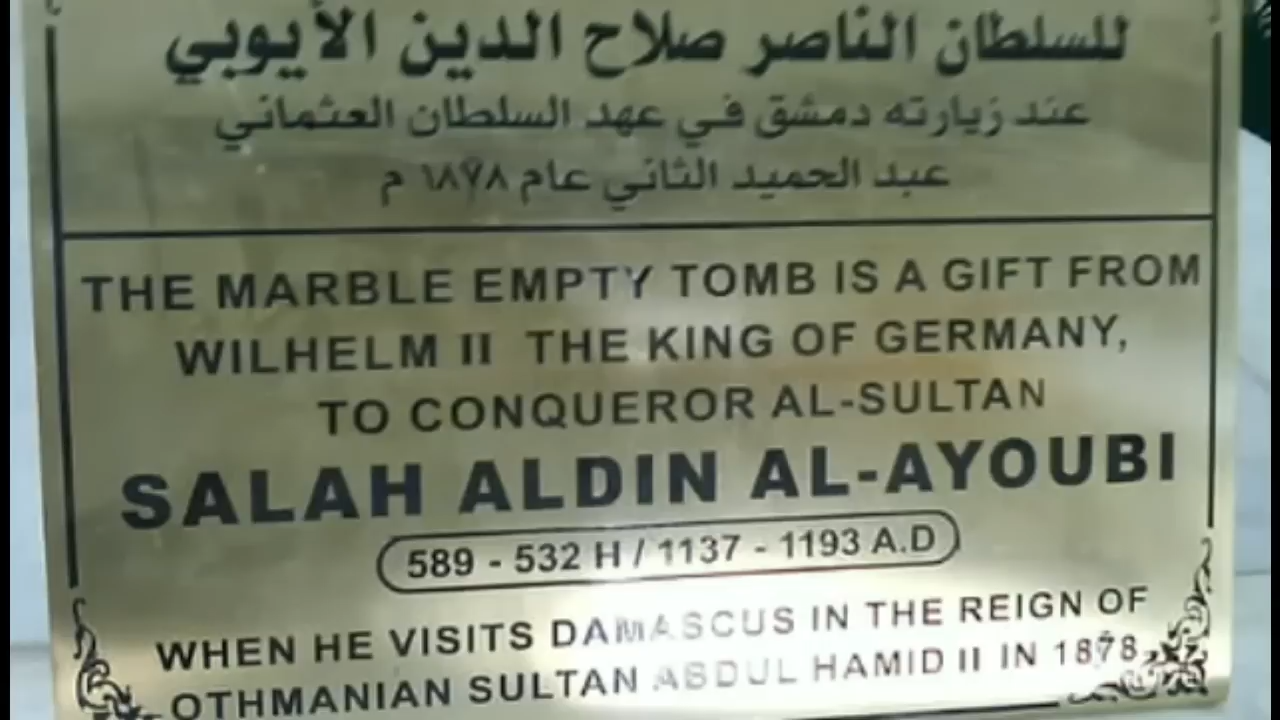 للسلطان الناصر صلاح الدين الأيوبي
عند زيارته دمشق في عهد السلطان العثماني
عبد الحميد الثاني عام ١٨٧٨ م
THE MARBLE EMPTY TOMB IS A GIFT FROM
WILHELM II THE KING OF GERMANY,
TO CONQUEROR AL-SULTAN
SALAH ALDIN AL-AYOUBI
589 - 532 H / 1137 - 1193 A.D
WHEN HE VISITS DAMASCUS IN THE REIGN OF
OTHMANIAN SULTAN ABDUL HAMID II IN 1878